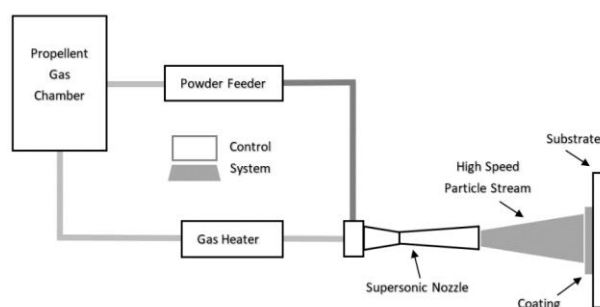 Propellent
Gas
Chamber
Powder Feeder
Control
System
Gas Heater
Supersonic Nozzle
High Speed
Particle Stream
Substrate
Coating